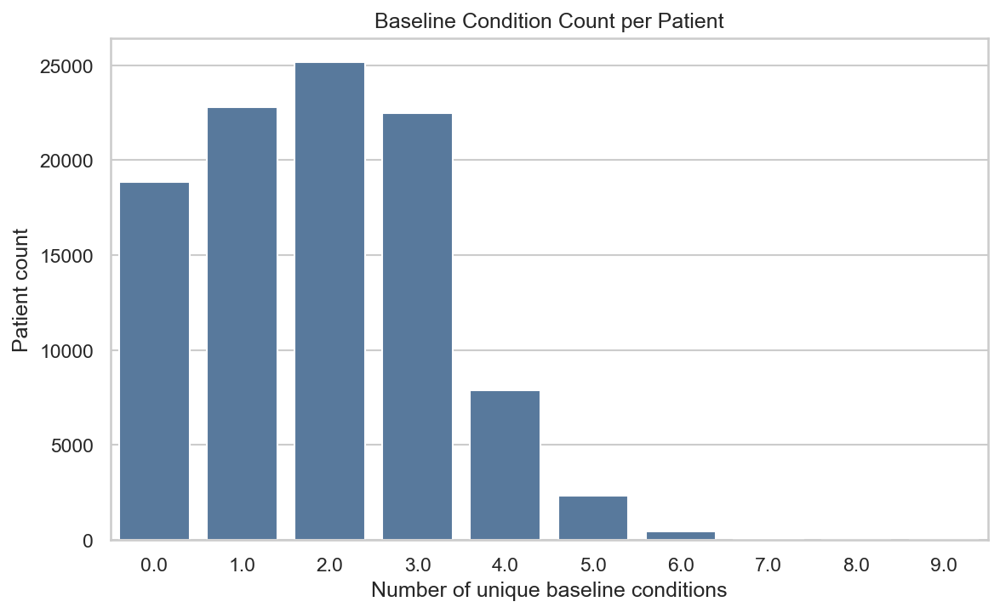 Baseline Condition Count per Patient
Patient count
25000
20000
15000
10000
5000
0
0.0 1.0 2.0 3.0 4.0 5.0 6.0 7.0 8.0 9.0
Number of unique baseline conditions